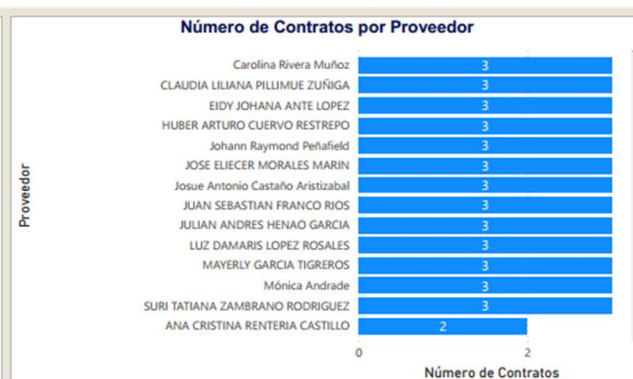 Número de Contratos por Proveedor
Carolina Rivera Muñoz 3
CLAUDIA LILIANA PILLIMUE ZUÑIGA 3
EIDY JOHANA ANTE LOPEZ 3
HUBER ARTURO CUERVO RESTREPO 3
Johann Raymond Peñafield 3
JOSE ELIECER MORALES MARIN 3
Josue Antonio Castaño Aristizabal 3
JUAN SEBASTIAN FRANCO RIOS 3
JULIAN ANDRES HENAO GARCIA 3
LUZ DAMARIS LOPEZ ROSALES 3
MAYERLY GARCIA TIGREROS 3
Mónica Andrade 3
SURI TATIANA ZAMBRANO RODRIGUEZ 3
ANA CRISTINA RENTERIA CASTILLO 2
Proveedor
0 2
Número de Contratos